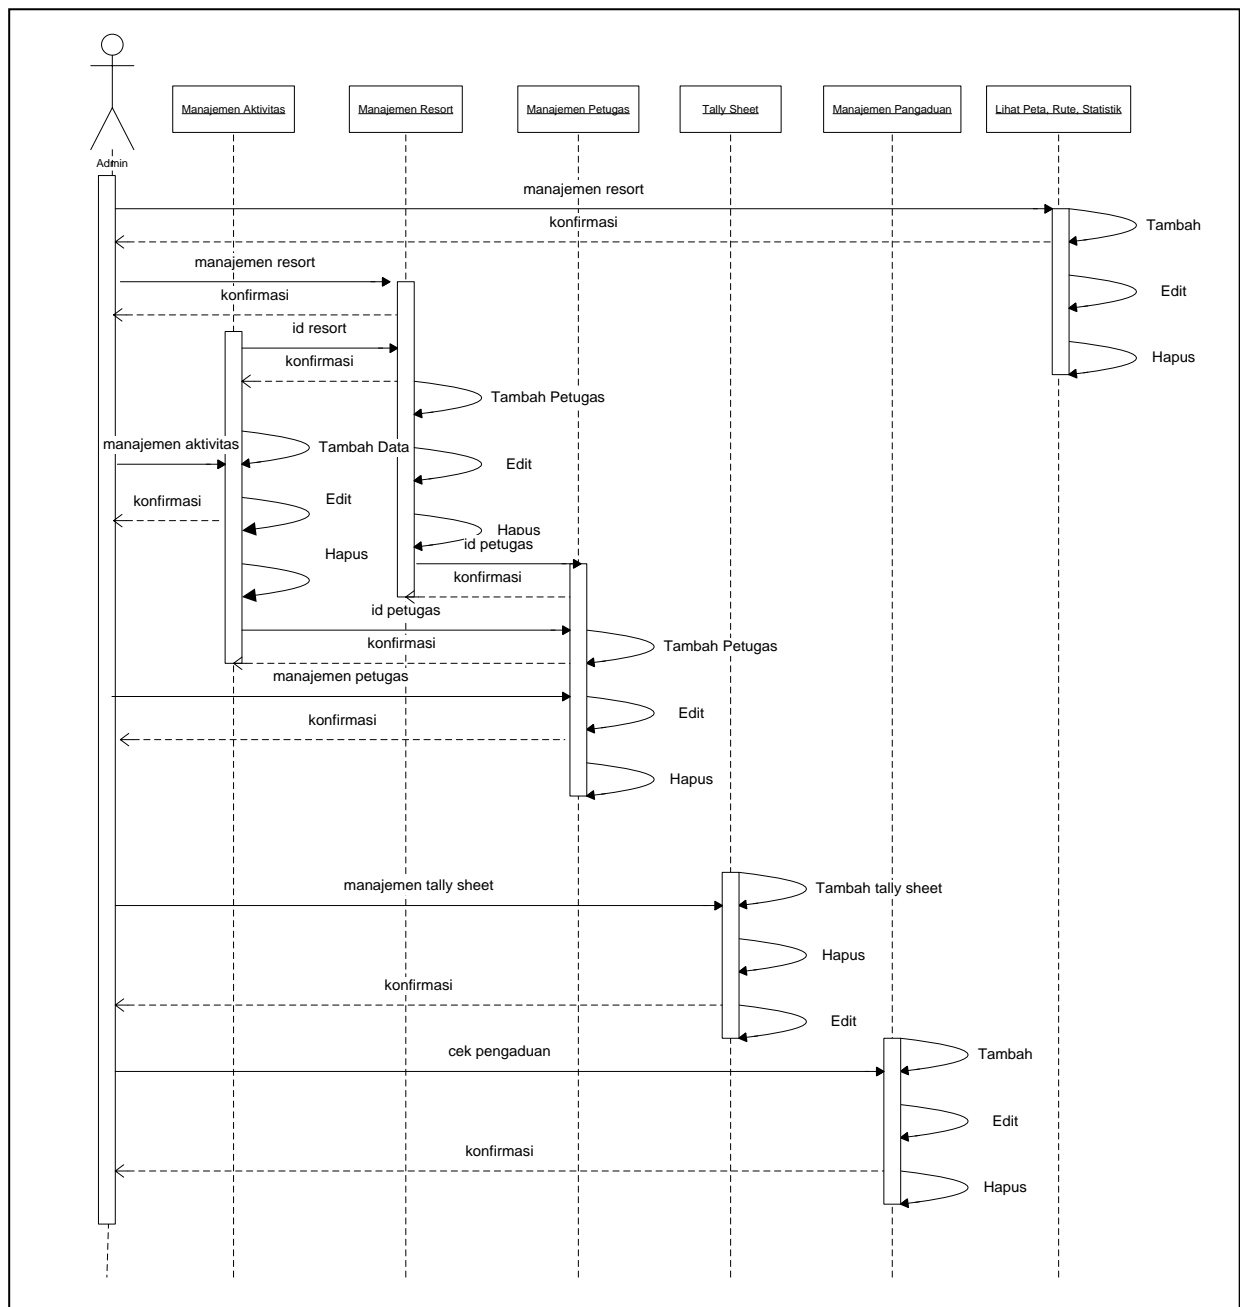 Manajemen Aktivitas
Manajemen Resort
Manajemen Petugas
Tally Sheet
Manajemen Pangaduan
Lihat Peta, Rute, Statistik
Admin
manajemen resort
konfirmasi
Tambah
manajemen resort
Edit
konfirmasi
id resort
Hapus
konfirmasi
Tambah Petugas
manajemen aktivitas
Tambah Data
Edit
Edit
konfirmasi
Hapus
id petugas
Hapus
konfirmasi
id petugas
konfirmasi
Tambah Petugas
manajemen petugas
Edit
konfirmasi
Hapus
manajemen tally sheet
Tambah tally sheet
Hapus
konfirmasi
Edit
cek pengaduan
Tambah
Edit
konfirmasi
Hapus